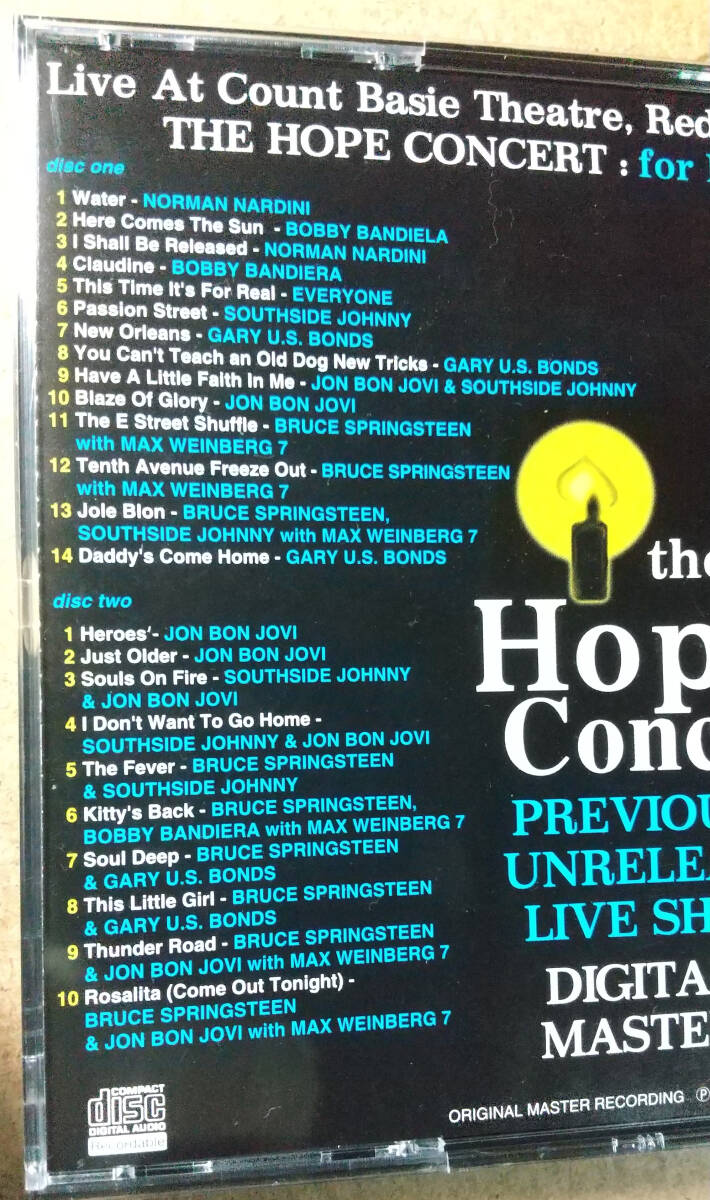 Live At Count Basie Theatre, Red
THE HOPE CONCERT : for
disc one
1 Water - NORMAN NARDINI
2 Here Comes The Sun - BOBBY BANDIELA
3 I Shall Be Released - NORMAN NARDINI
4 Claudine - BOBBY BANDIERA
5 This Time It's For Real - EVERYONE
6 Passion Street - SOUTHSIDE JOHNNY
7 New Orleans - GARY U.S. BONDS
8 You Can't Teach an Old Dog New Tricks - GARY U.S. BONDS
9 Have A Little Faith In Me - JON BON JOVI & SOUTHSIDE JOHNNY
10 Blaze Of Glory - JON BON JOVI
11 The E Street Shuffle - BRUCE SPRINGSTEEN
with MAX WEINBERG 7
12 Tenth Avenue Freeze Out - BRUCE SPRINGSTEEN
with MAX WEINBERG 7
13 Jole Blon - BRUCE SPRINGSTEEN,
SOUTHSIDE JOHNNY with MAX WEINBERG 7
14 Daddy's Come Home - GARY U.S. BONDS
disc two
1 Heroes'- JON BON JOVI
2 Just Older - JON BON JOVI
3 Souls On Fire - SOUTHSIDE JOHNNY
& JON BON JOVI
4 I Don't Want To Go Home -
SOUTHSIDE JOHNNY & JON BON JOVI
5 The Fever - BRUCE SPRINGSTEEN
& SOUTHSIDE JOHNNY
6 Kitty's Back - BRUCE SPRINGSTEEN,
BOBBY BANDIERA with MAX WEINBERG 7
7 Soul Deep - BRUCE SPRINGSTEEN
& GARY U.S. BONDS
8 This Little Girl - BRUCE SPRINGSTEEN
& GARY U.S. BONDS
9 Thunder Road - BRUCE SPRINGSTEEN
& JON BON JOVI with MAX WEINBERG 7
10 Rosalita (Come Out Tonight) -
BRUCE SPRINGSTEEN
& JON BON JOVI with MAX WEINBERG 7
the
Hop
Conc
PREVIOU
UNRELEA
LIVE SH
DIGITA
MASTE
COMPACT
disc
DIGITAL AUDIO
Recordable
ORIGINAL MASTER RECORDING ℗